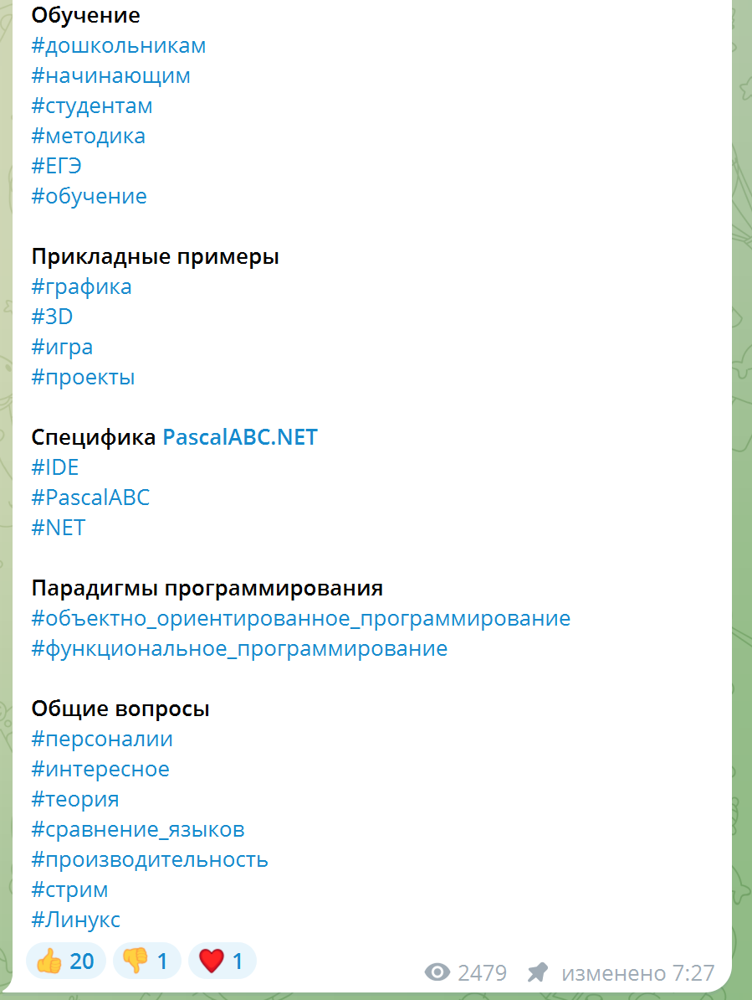 Обучение
#дошкольникам
#начинающим
#студентам
#методика
#ЕГЭ
#обучение
Прикладные примеры
#графика
#3D
#игра
#проекты
Специфика PascalABC.NET
#IDE
#PascalABC
#NET
Парадигмы программирования
#объектно_ориентированное_программирование
#функциональное_программирование
Общие вопросы
#персоналии
#интересное
#теория
#сравнение_языков
#производительность
#стрим
#Линукс
👍 20 👎 1 ❤️ 1 2479 изменено 7:27